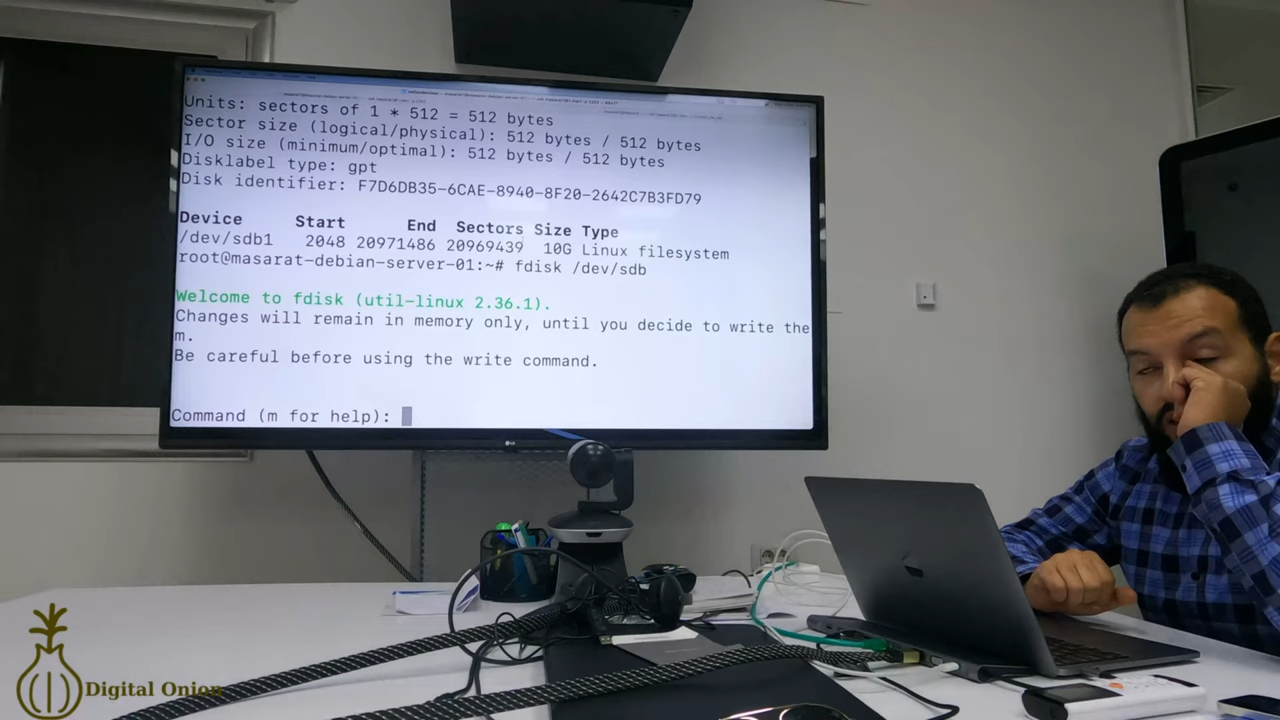 Units: sectors of 1 * 512 = 512 bytes
Sector size (logical/physical): 512 bytes / 512 bytes
I/O size (minimum/optimal): 512 bytes / 512 bytes
Disklabel type: gpt
Disk identifier: F7D6DB35-6CAE-8940-8F20-2642C7B3FD79
Device Start End Sectors Size Type
/dev/sdb1 2048 20971486 20969439 10G Linux filesystem
root@masarat-debian-server-01:~# fdisk /dev/sdb
Welcome to fdisk (util-linux 2.36.1).
Changes will remain in memory only, until you decide to write the
m.
Be careful before using the write command.
Command (m for help):
LG
Digital Onion